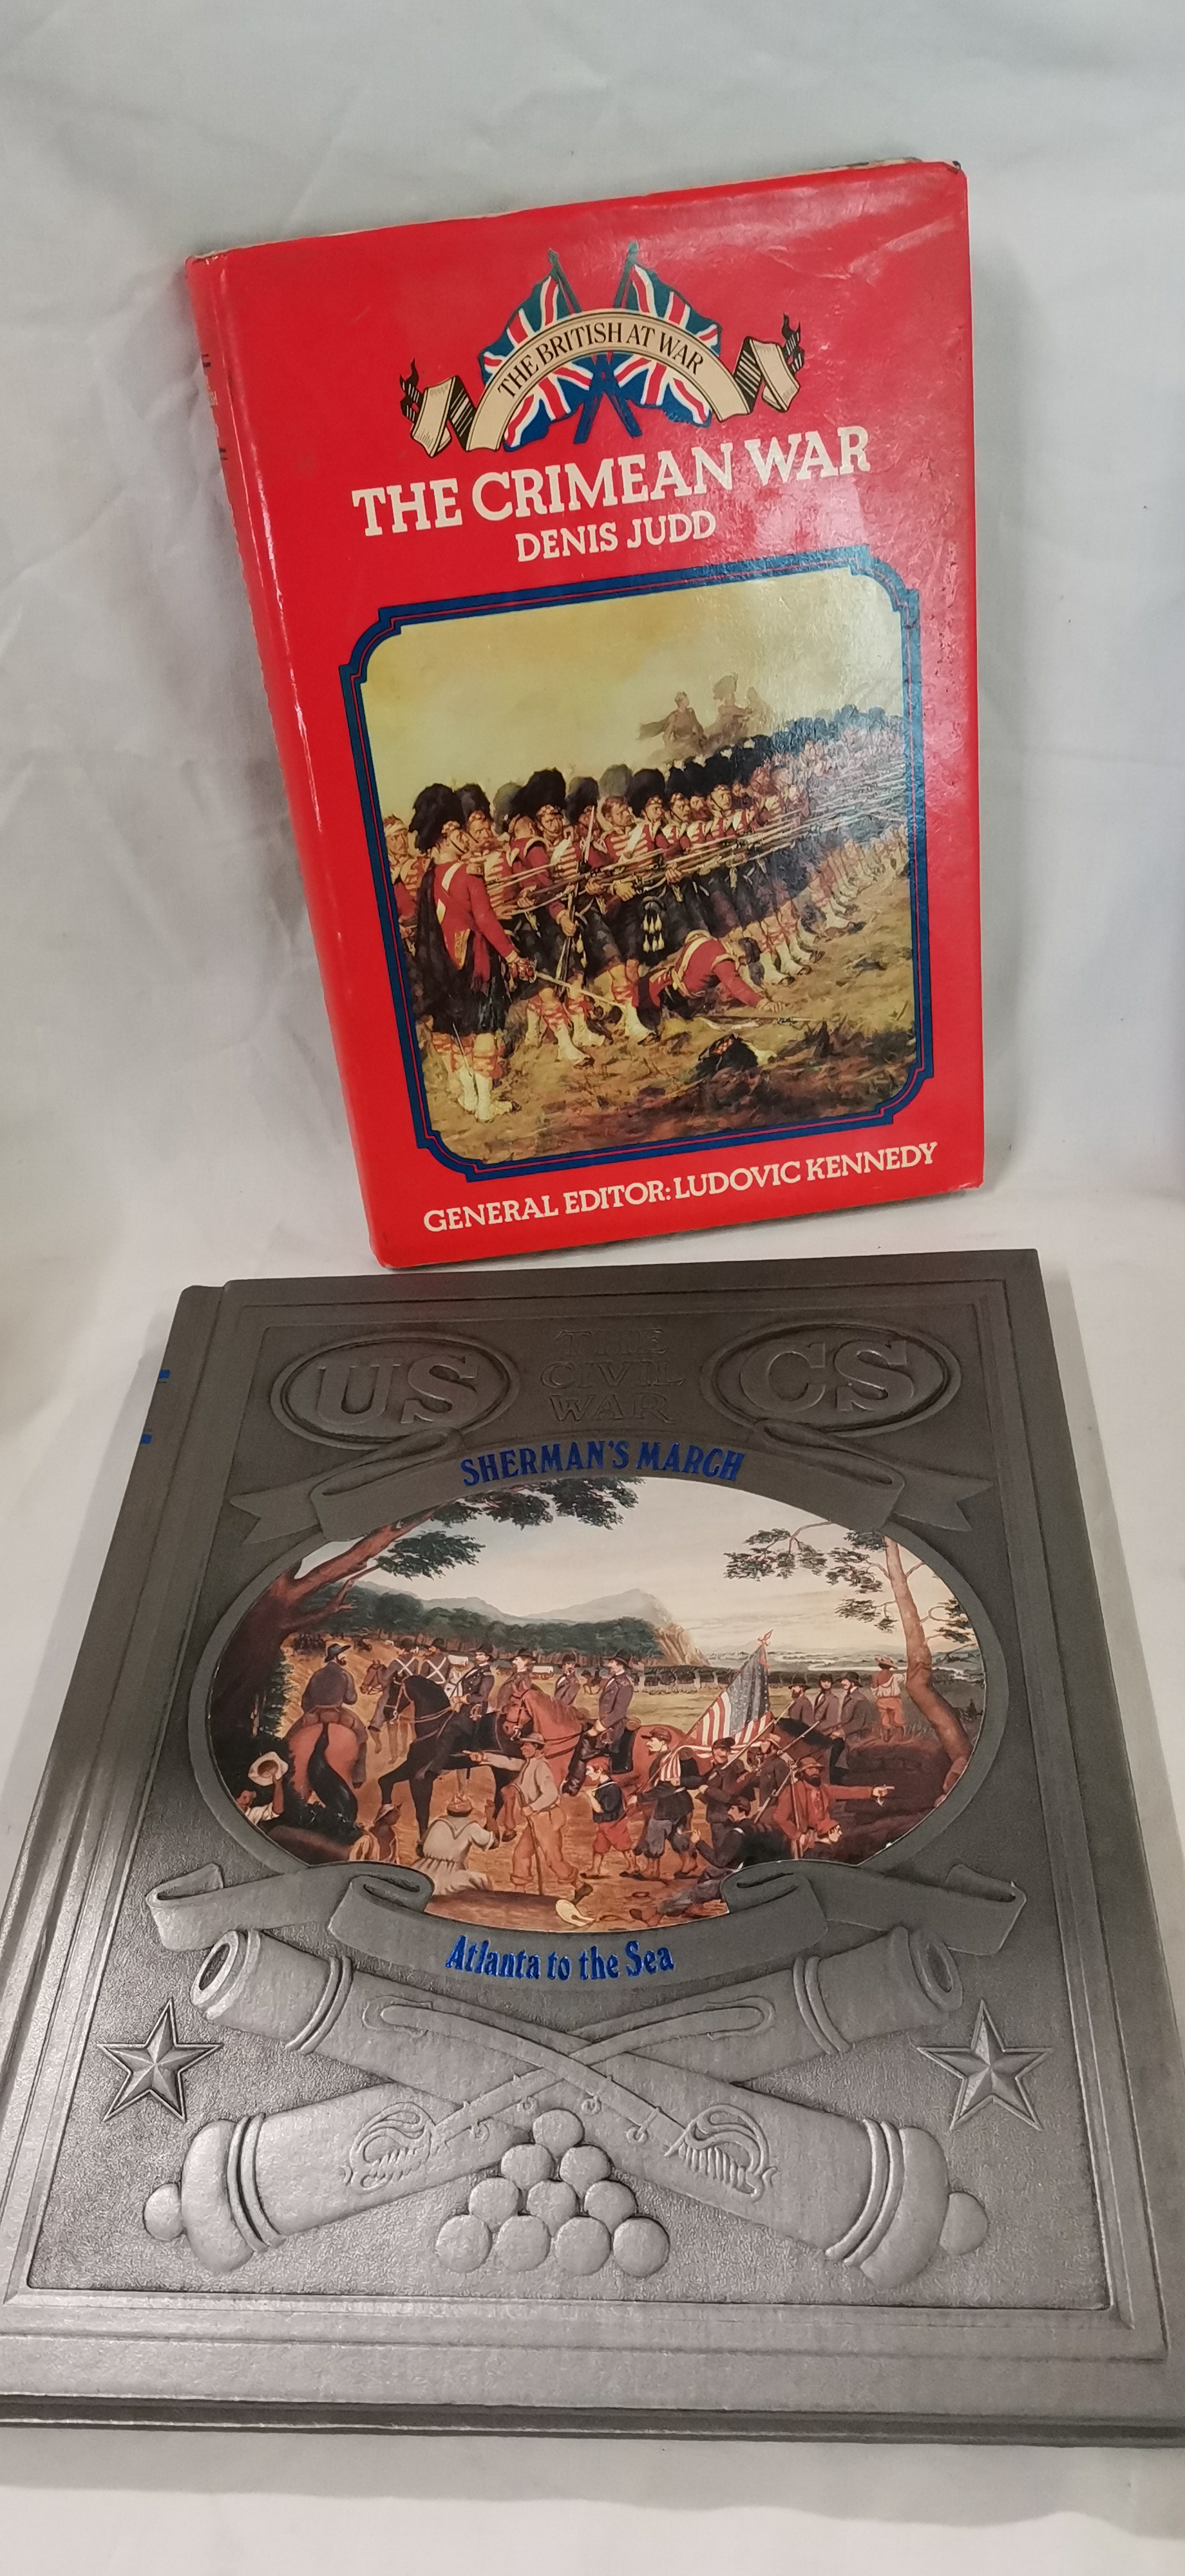 THE BRITISH AT WAR
THE CRIMEAN WAR
DENIS JUDD
GENERAL EDITOR: LUDOVIC KENNEDY
US
THE
CIVIL
WAR
CS
SHERMAN'S MARCH
Atlanta to the Sea